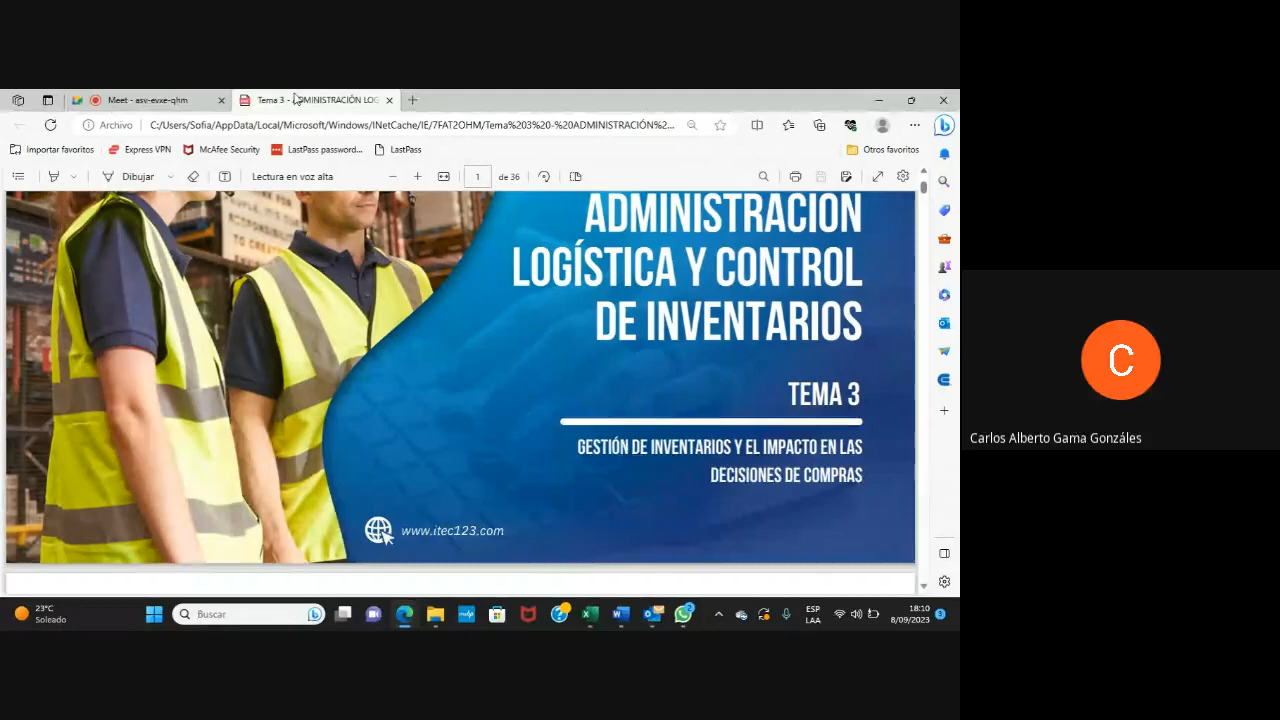 Meet - asv-evxe-qhm
Tema 3 - ADMINISTRACIÓN LOG
Archivo
C:/Users/Sofia/AppData/Local/Microsoft/Windows/INetCache/IE/7FAT2OHM/Tema%203%20-%20ADMINISTRACIÓN%2...
Importar favoritos
Express VPN
McAfee Security
LastPass password...
LastPass
Otros favoritos
Dibujar
Lectura en voz alta
1
de 36
ADMINISTRACIÓN
LOGÍSTICA Y CONTROL
DE INVENTARIOS
TEMA 3
GESTIÓN DE INVENTARIOS Y EL IMPACTO EN LAS
DECISIONES DE COMPRAS
www.itec123.com
C
Carlos Alberto Gama Gonzáles
23°C
Soleado
Buscar
ESP
LAA
18:10
8/09/2023